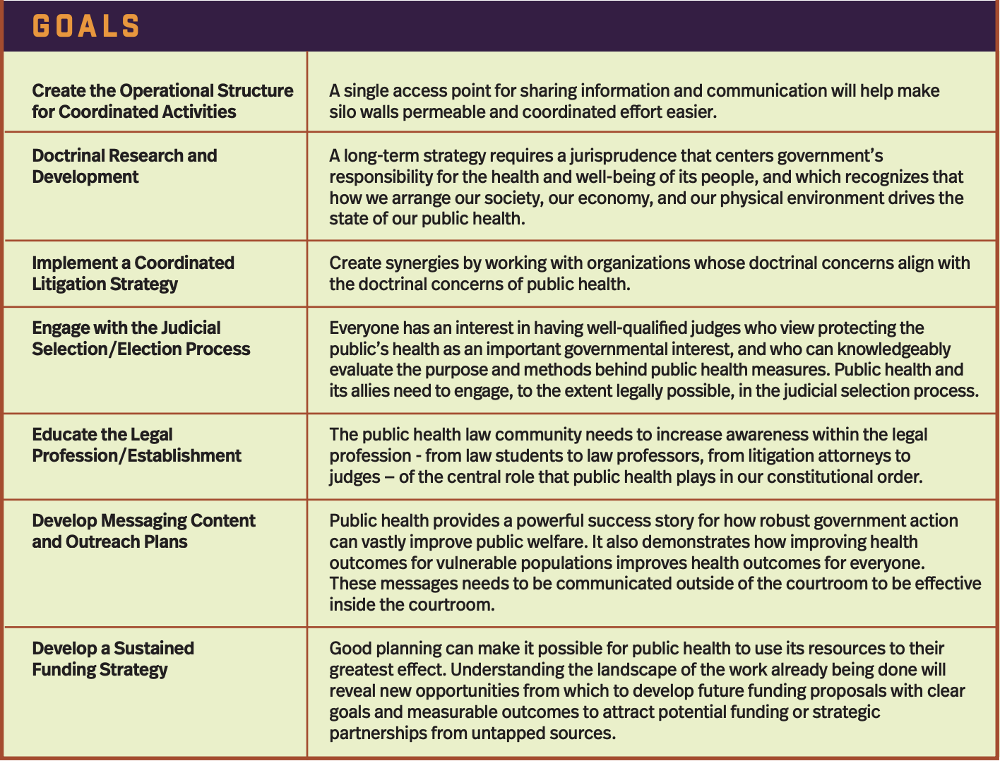 GOALS
Create the Operational Structure
for Coordinated Activities
A single access point for sharing information and communication will help make
silo walls permeable and coordinated effort easier.
Doctrinal Research and
Development
A long-term strategy requires a jurisprudence that centers government’s
responsibility for the health and well-being of its people, and which recognizes that
how we arrange our society, our economy, and our physical environment drives the
state of our public health.
Implement a Coordinated
Litigation Strategy
Create synergies by working with organizations whose doctrinal concerns align with
the doctrinal concerns of public health.
Engage with the Judicial
Selection/Election Process
Everyone has an interest in having well-qualified judges who view protecting the
public’s health as an important governmental interest, and who can knowledgeably
evaluate the purpose and methods behind public health measures. Public health and
its allies need to engage, to the extent legally possible, in the judicial selection process.
Educate the Legal
Profession/Establishment
The public health law community needs to increase awareness within the legal
profession - from law students to law professors, from litigation attorneys to
judges – of the central role that public health plays in our constitutional order.
Develop Messaging Content
and Outreach Plans
Public health provides a powerful success story for how robust government action
can vastly improve public welfare. It also demonstrates how improving health
outcomes for vulnerable populations improves health outcomes for everyone.
These messages needs to be communicated outside of the courtroom to be effective
inside the courtroom.
Develop a Sustained
Funding Strategy
Good planning can make it possible for public health to use its resources to their
greatest effect. Understanding the landscape of the work already being done will
reveal new opportunities from which to develop future funding proposals with clear
goals and measurable outcomes to attract potential funding or strategic
partnerships from untapped sources.